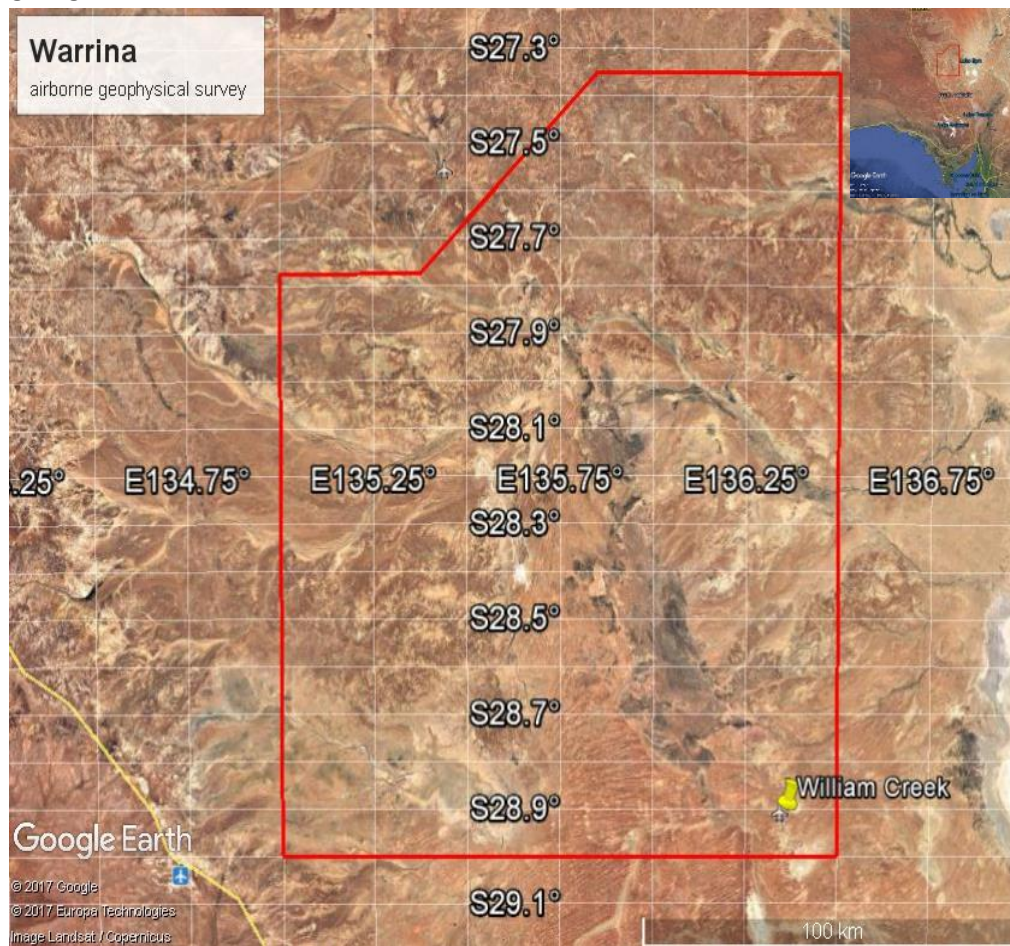 Warrina
airborne geophysical survey
S27.3°
S27.5°
Google Earth
S27.7°
S27.9°
S28.1°
.25° E134.75° E135.25° E135.75° E136.25° E136.75°
S28.3°
S28.5°
S28.7°
William Creek
S28.9°
Google Earth
© 2017 Google
© 2017 Europa Technologies
S29.1°
Image Landsat / Copernicus
100 km